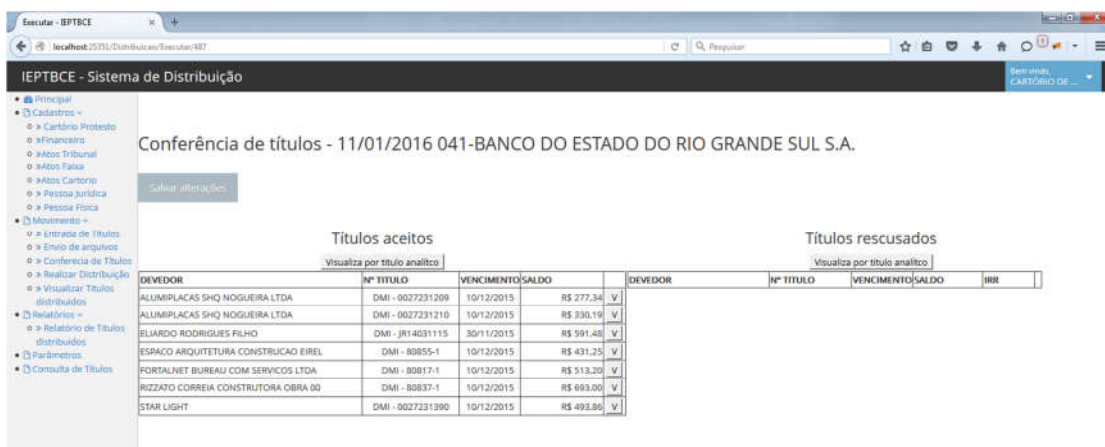 Executar - IEPTBCE
localhost:25351/Distribuicao/Executar/487
Pesquisar
IEPTBCE - Sistema de Distribuição
Bem vindo,
CARTÓRIO DE ...
Principal
Cadastros
» Cartório Protesto
»Financeiro
»Atos Tribunal
»Atos Faixa
»Atos Cartorio
» Pessoa Jurídica
» Pessoa Física
Movimento
» Entrada de Títulos
» Envio de arquivos
» Conferecia de Títulos
» Realizar Distribuição
» Visualizar Títulos
distribuidos
Relatórios
» Relatório de Títulos
distribuidos
Parâmetros
Consulta de Títulos
Conferência de títulos - 11/01/2016 041-BANCO DO ESTADO DO RIO GRANDE SUL S.A.
Salvar alterações
Títulos aceitos
Visualiza por titulo analítco
DEVEDOR Nº TITULO VENCIMENTO SALDO
ALUMIPLACAS SHQ NOGUEIRA LTDA DMI - 0027231209 10/12/2015 R$ 277,34 V
ALUMIPLACAS SHQ NOGUEIRA LTDA DMI - 0027231210 10/12/2015 R$ 330,19 V
ELIARDO RODRIGUES FILHO DMI - JR14031115 30/11/2015 R$ 591,48 V
ESPACO ARQUITETURA CONSTRUCAO EIREL DMI - 80855-1 10/12/2015 R$ 431,25 V
FORTALNET BUREAU COM SERVICOS LTDA DMI - 80817-1 10/12/2015 R$ 513,20 V
RIZZATO CORREIA CONSTRUTORA OBRA 00 DMI - 80837-1 10/12/2015 R$ 693,00 V
STAR LIGHT DMI - 0027231390 10/12/2015 R$ 493,86 V
Títulos rescusados
Visualiza por titulo analítco
DEVEDOR Nº TITULO VENCIMENTO SALDO IRR